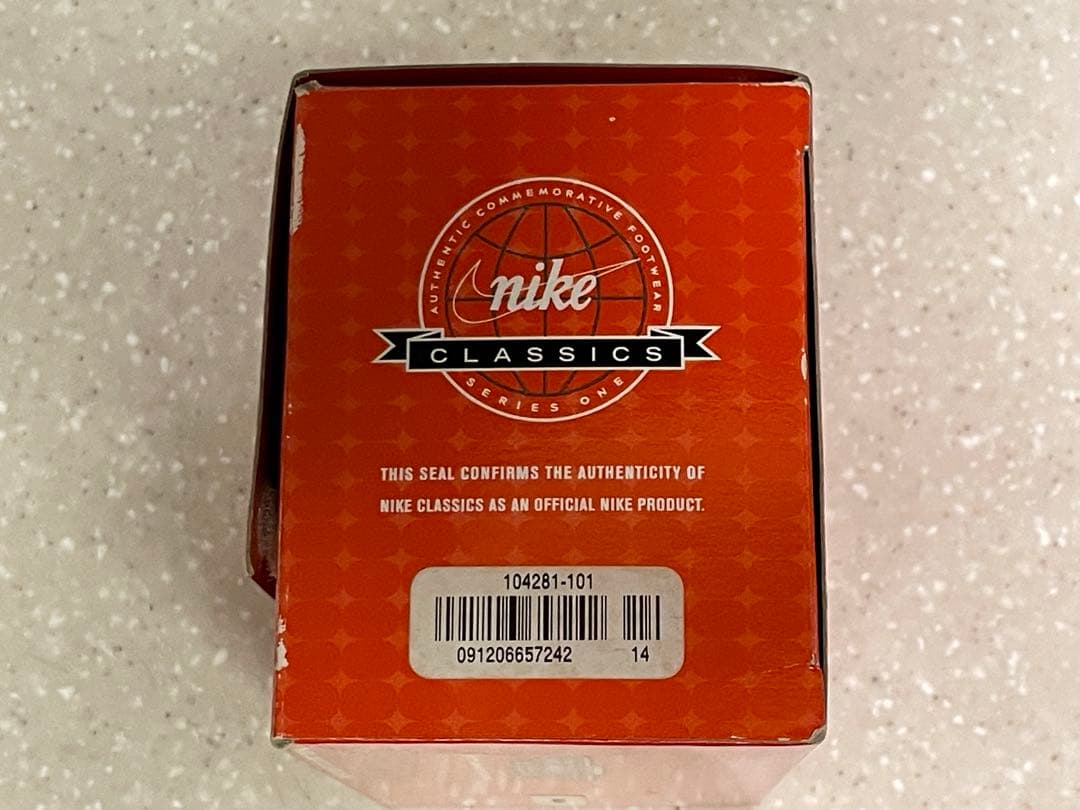 AUTHENTIC COMMEMORATIVE FOOTWEAR
nike
CLASSICS
SERIES ONE
THIS SEAL CONFIRMS THE AUTHENTICITY OF
NIKE CLASSICS AS AN OFFICIAL NIKE PRODUCT.
104281-101
091206657242 14